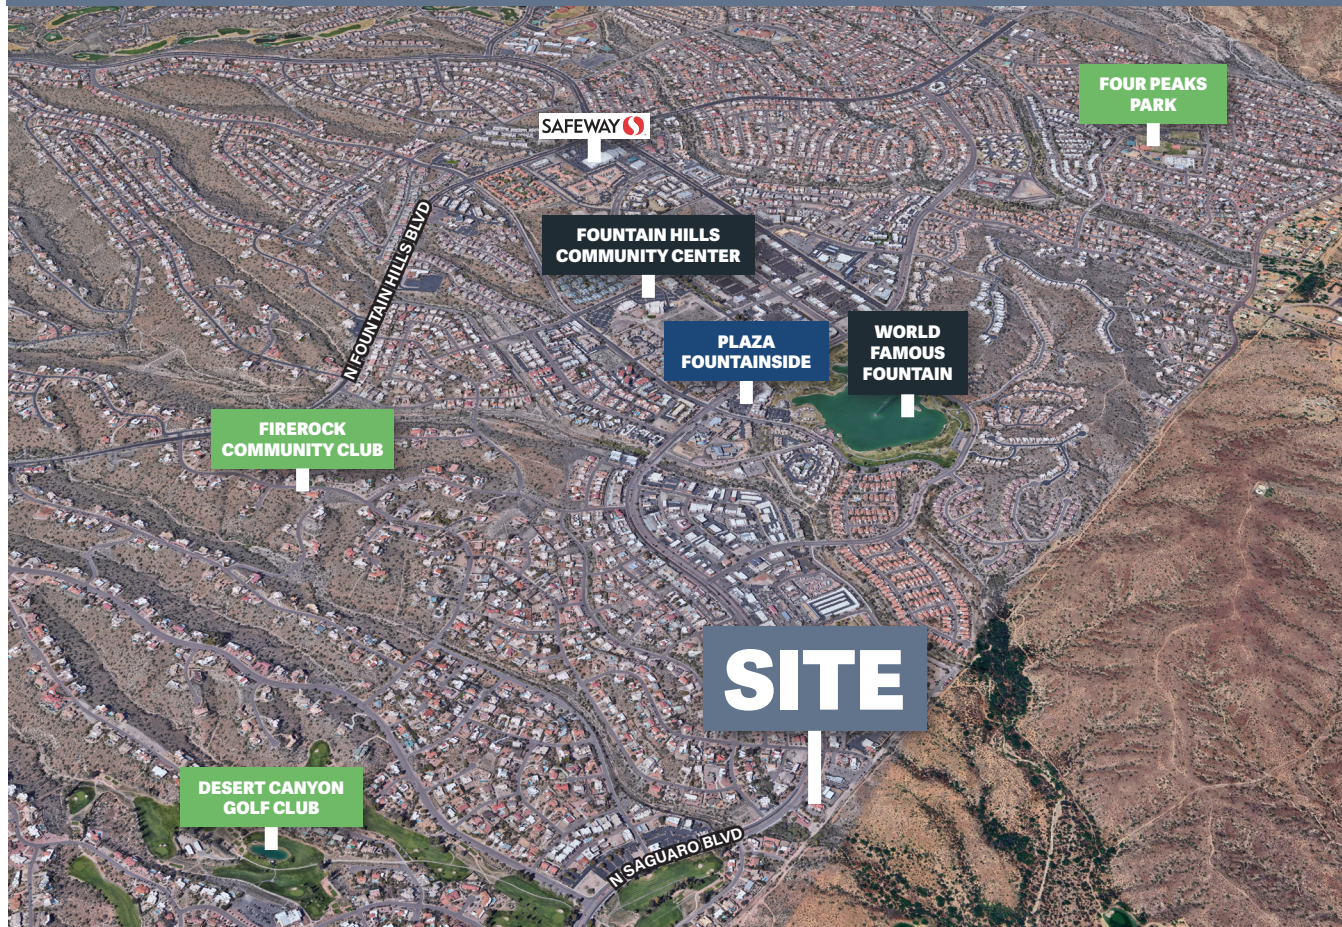 FOUR PEAKS
PARK
SAFEWAY
N FOUNTAIN HILLS BLVD
FOUNTAIN HILLS
COMMUNITY CENTER
PLAZA
FOUNTAINSIDE
WORLD
FAMOUS
FOUNTAIN
FIREROCK
COMMUNITY CLUB
SITE
DESERT CANYON
GOLF CLUB
N SAGUARO BLVD